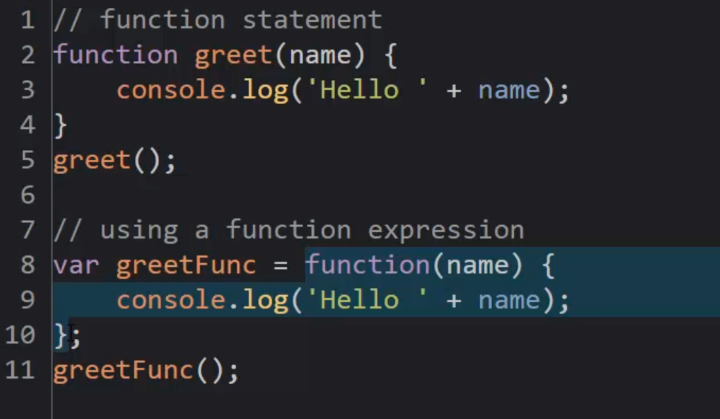 1 // function statement
2 function greet(name) {
3     console.log('Hello ' + name);
4 }
5 greet();
6
7 // using a function expression
8 var greetFunc = function(name) {
9     console.log('Hello ' + name);
10 };
11 greetFunc();